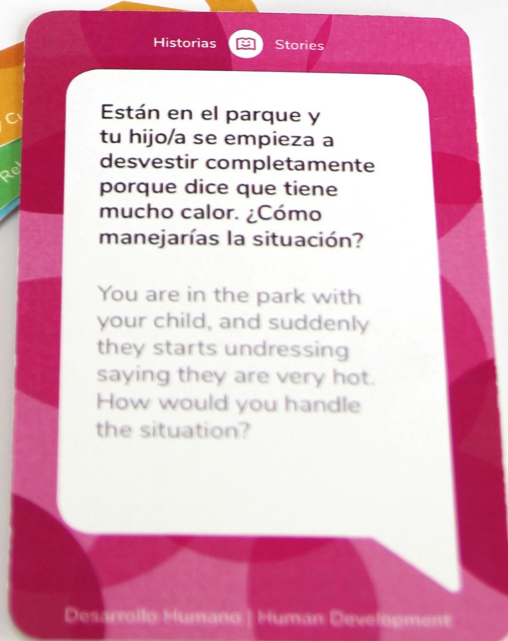 Historias Stories
Están en el parque y
tu hijo/a se empieza a
desvestir completamente
porque dice que tiene
mucho calor. ¿Cómo
manejarías la situación?
You are in the park with
your child, and suddenly
they starts undressing
saying they are very hot.
How would you handle
the situation?
Desarrollo Humano | Human Development